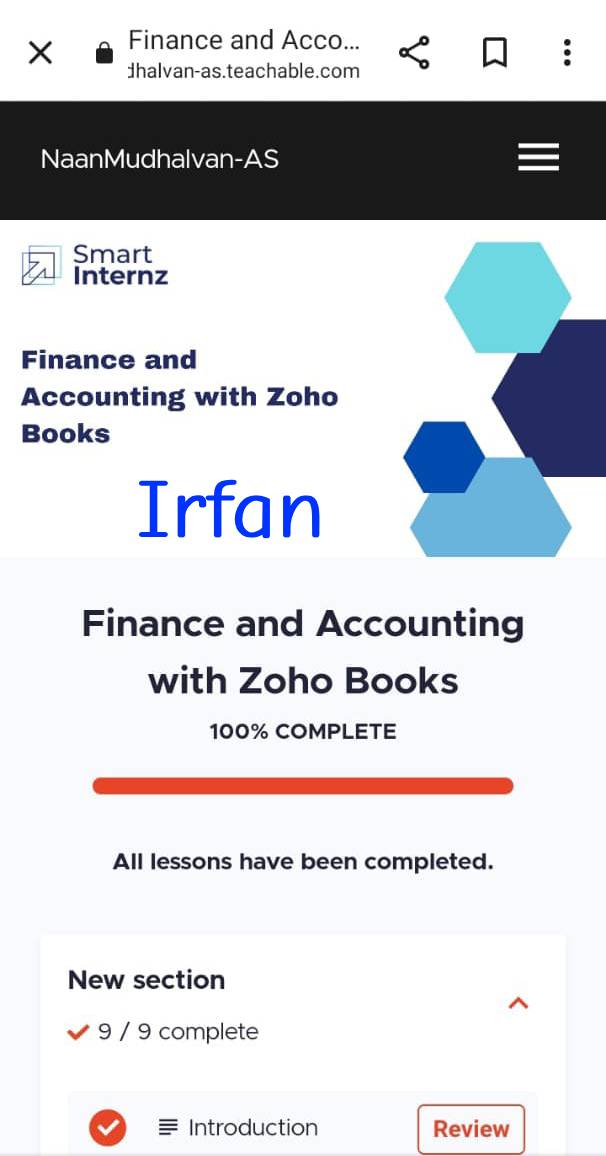 Finance and Acco...
dhalvan-as.teachable.com
NaanMudhalvan-AS
Smart
Internz
Finance and
Accounting with Zoho
Books
Irfan
Finance and Accounting
with Zoho Books
100% COMPLETE
All lessons have been completed.
New section
9 / 9 complete
Introduction
Review